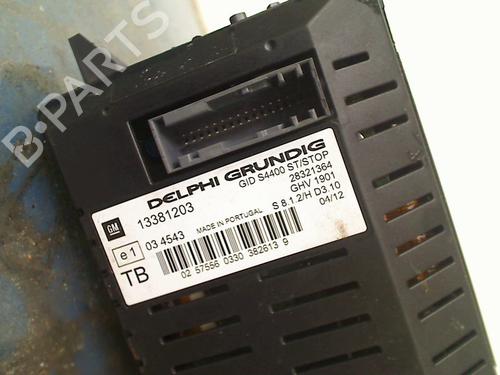 B-PARTS
DELPHI GRUNDIG
GID S4400 ST/STOP
GM 13381203 28321364
GHV 1901
e1 03 4543 MADE IN PORTUGAL S 8.1.2/H D3.10
TB 04/12
02 57556 0330 382613 9